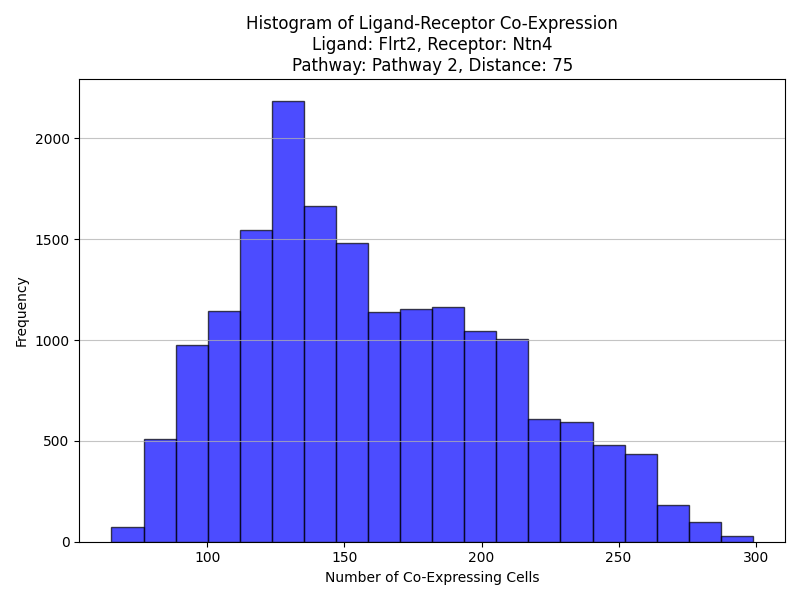 Histogram of Ligand-Receptor Co-Expression
Ligand: Flrt2, Receptor: Ntn4
Pathway: Pathway 2, Distance: 75
Frequency
2000
1500
1000
500
0
100 150 200 250 300
Number of Co-Expressing Cells